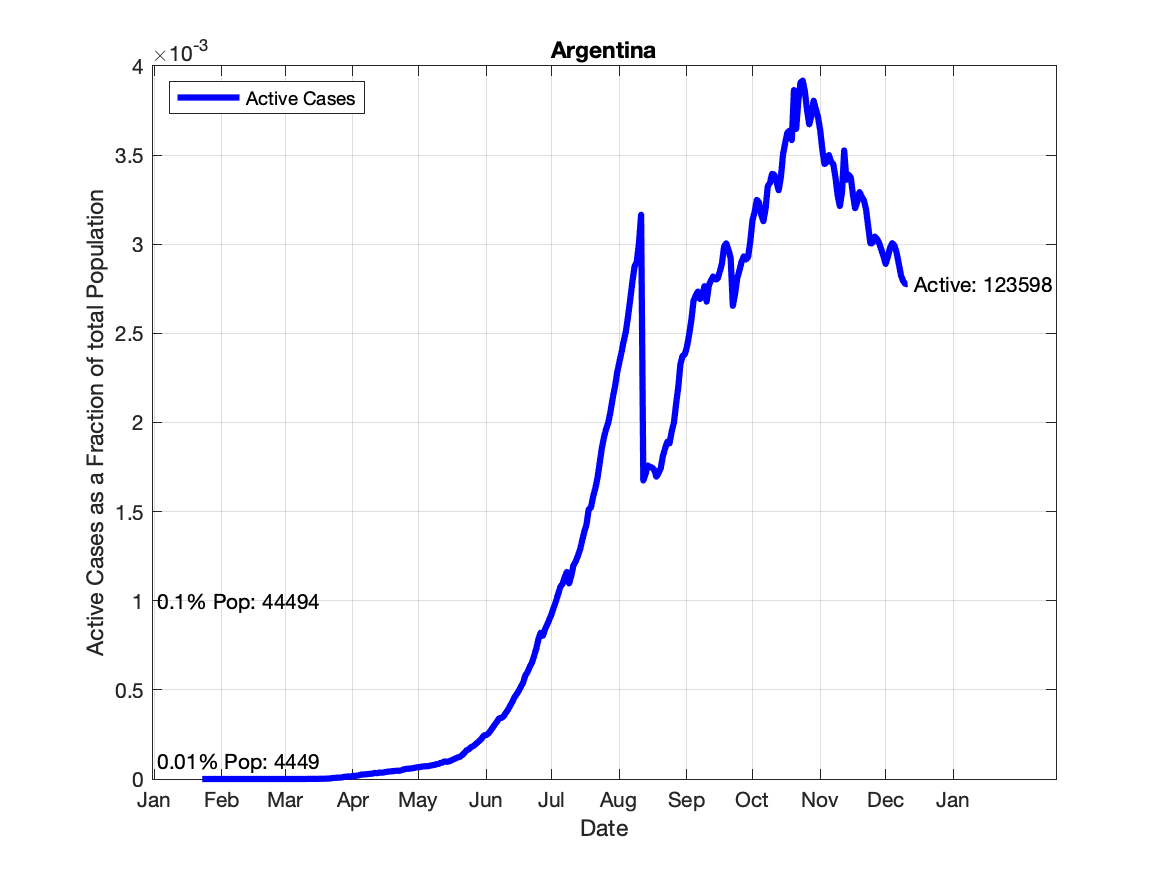 Argentina
×10-3
Active Cases
4
3.5
3
2.5
2
1.5
1
0.5
0
Active Cases as a Fraction of total Population
Active: 123598
0.1% Pop: 44494
0.01% Pop: 4449
Jan Feb Mar Apr May Jun Jul Aug Sep Oct Nov Dec Jan
Date